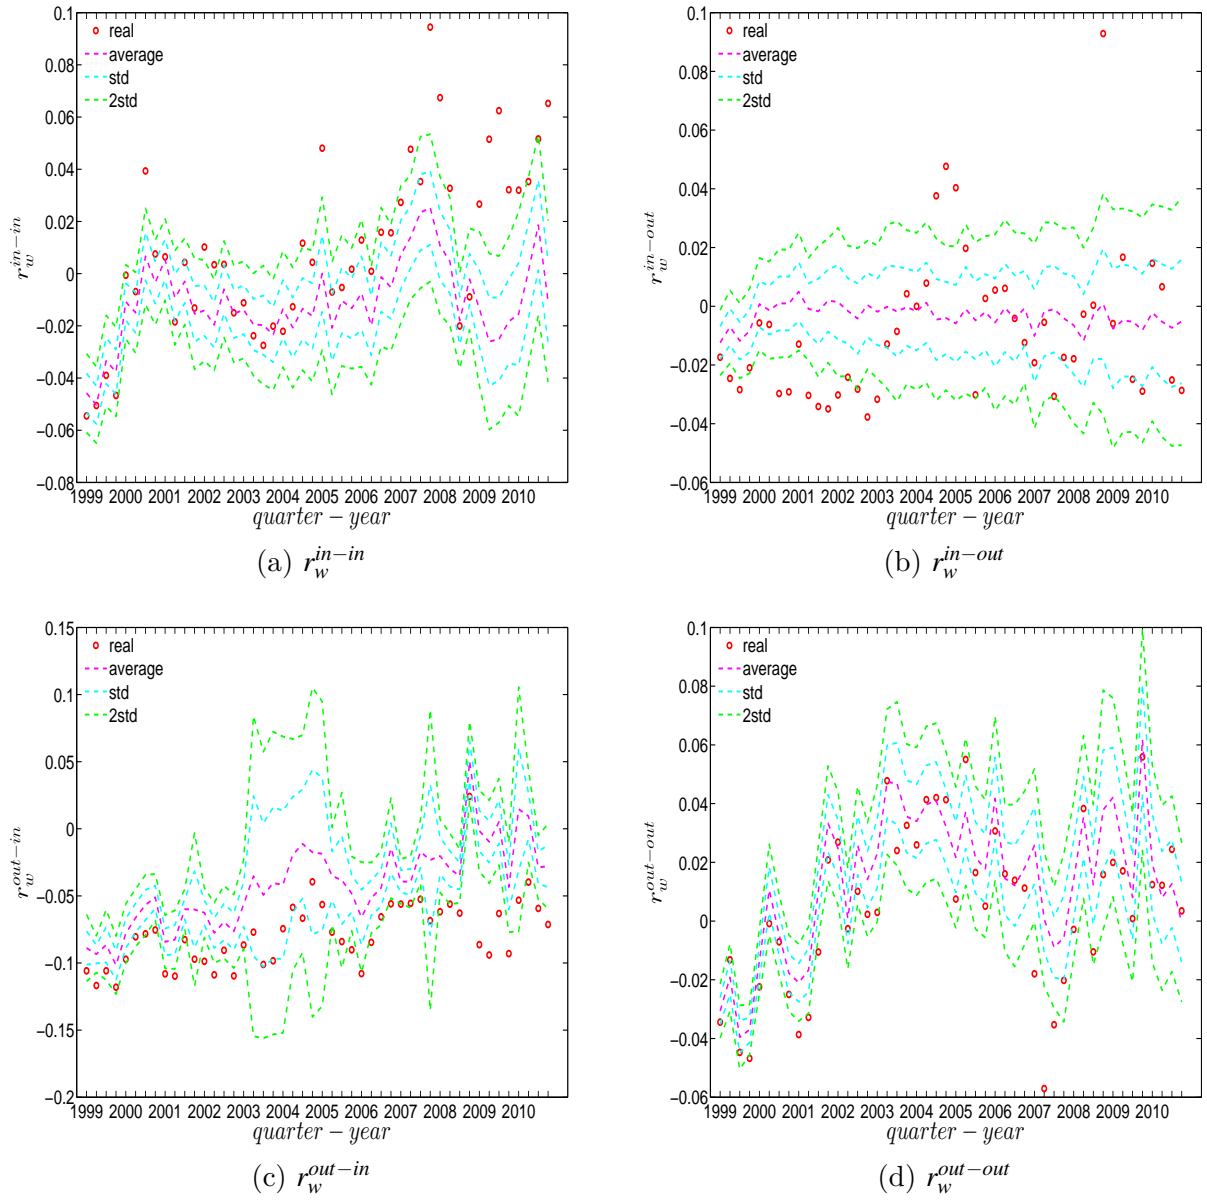 0.1
0.08
0.06
0.04
0.02
0
−0.02
−0.04
−0.06
−0.08
real
average
std
2std
r_w^{in−in}
1999 2000 2001 2002 2003 2004 2005 2006 2007 2008 2009 2010
quarter − year
(a) r_w^{in−in}
0.1
0.08
0.06
0.04
0.02
0
−0.02
−0.04
−0.06
real
average
std
2std
r_w^{in−out}
1999 2000 2001 2002 2003 2004 2005 2006 2007 2008 2009 2010
quarter − year
(b) r_w^{in−out}
0.15
0.1
0.05
0
−0.05
−0.1
−0.15
−0.2
real
average
std
2std
r_w^{out−in}
1999 2000 2001 2002 2003 2004 2005 2006 2007 2008 2009 2010
quarter − year
(c) r_w^{out−in}
0.1
0.08
0.06
0.04
0.02
0
−0.02
−0.04
−0.06
real
average
std
2std
r_w^{out−out}
1999 2000 2001 2002 2003 2004 2005 2006 2007 2008 2009 2010
quarter − year
(d) r_w^{out−out}